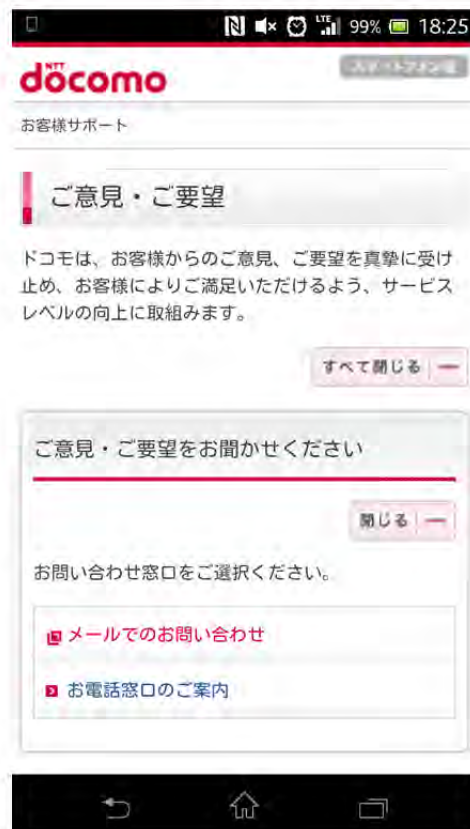 LTE 99% 18:25
NTT
döcomo
お客様サポート
ご意見・ご要望
ドコモは、お客様からのご意見、ご要望を真摯に受け
止め、お客様によりご満足いただけるよう、サービス
レベルの向上に取組みます。
すべて閉じる
ご意見・ご要望をお聞かせください
閉じる
お問い合わせ窓口をご選択ください。
メールでのお問い合わせ
お電話窓口のご案内